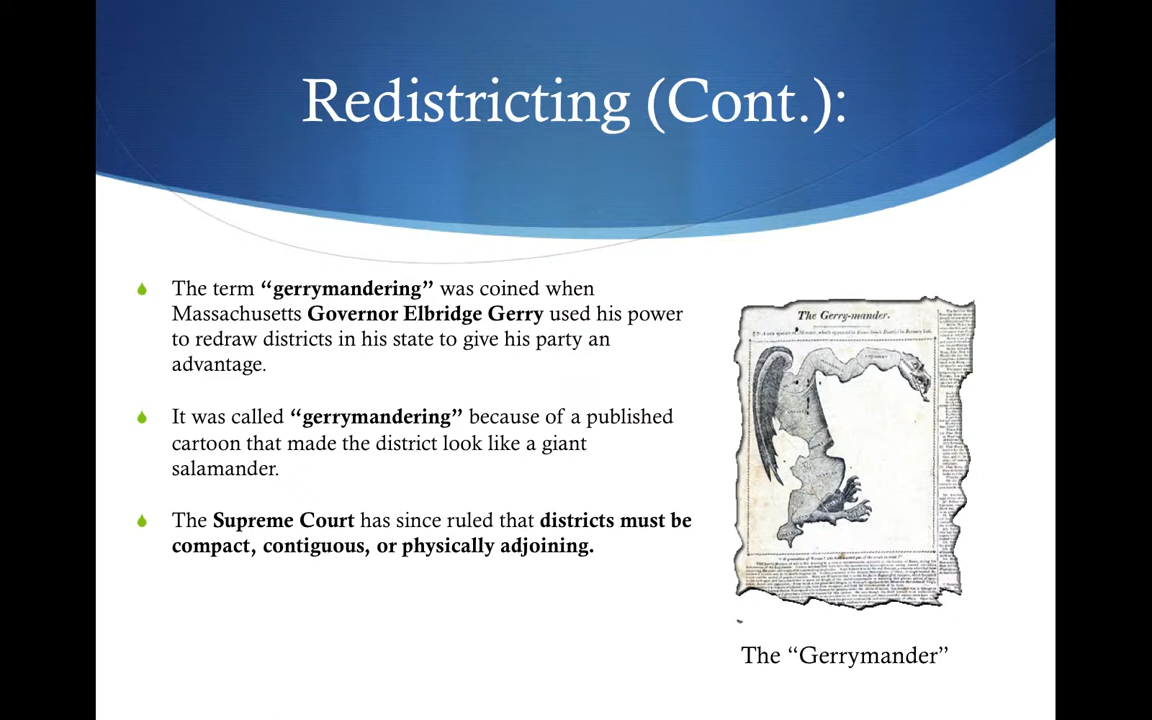 Redistricting (Cont.):
The term “gerrymandering” was coined when
Massachusetts Governor Elbridge Gerry used his power
to redraw districts in his state to give his party an
advantage.
It was called “gerrymandering” because of a published
cartoon that made the district look like a giant
salamander.
The Supreme Court has since ruled that districts must be
compact, contiguous, or physically adjoining.
The Gerry-mander.
The “Gerrymander”